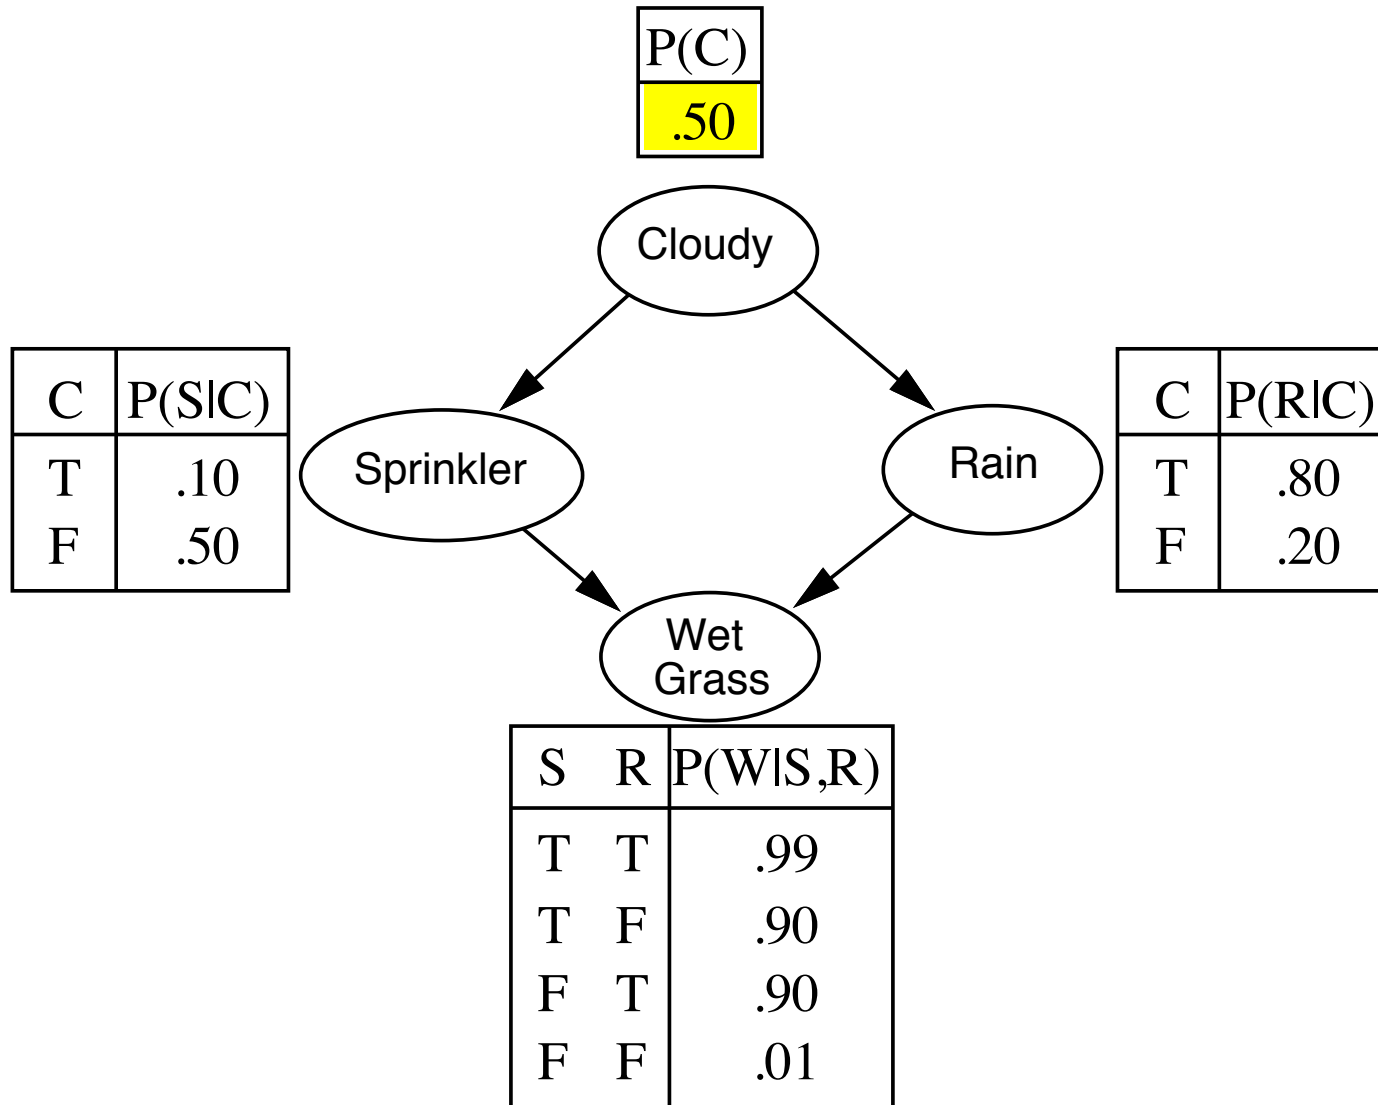 P(C)
.50
Cloudy
C P(S|C)
T .10
F .50
Sprinkler
Rain
C P(R|C)
T .80
F .20
Wet
Grass
S R P(W|S,R)
T T .99
T F .90
F T .90
F F .01